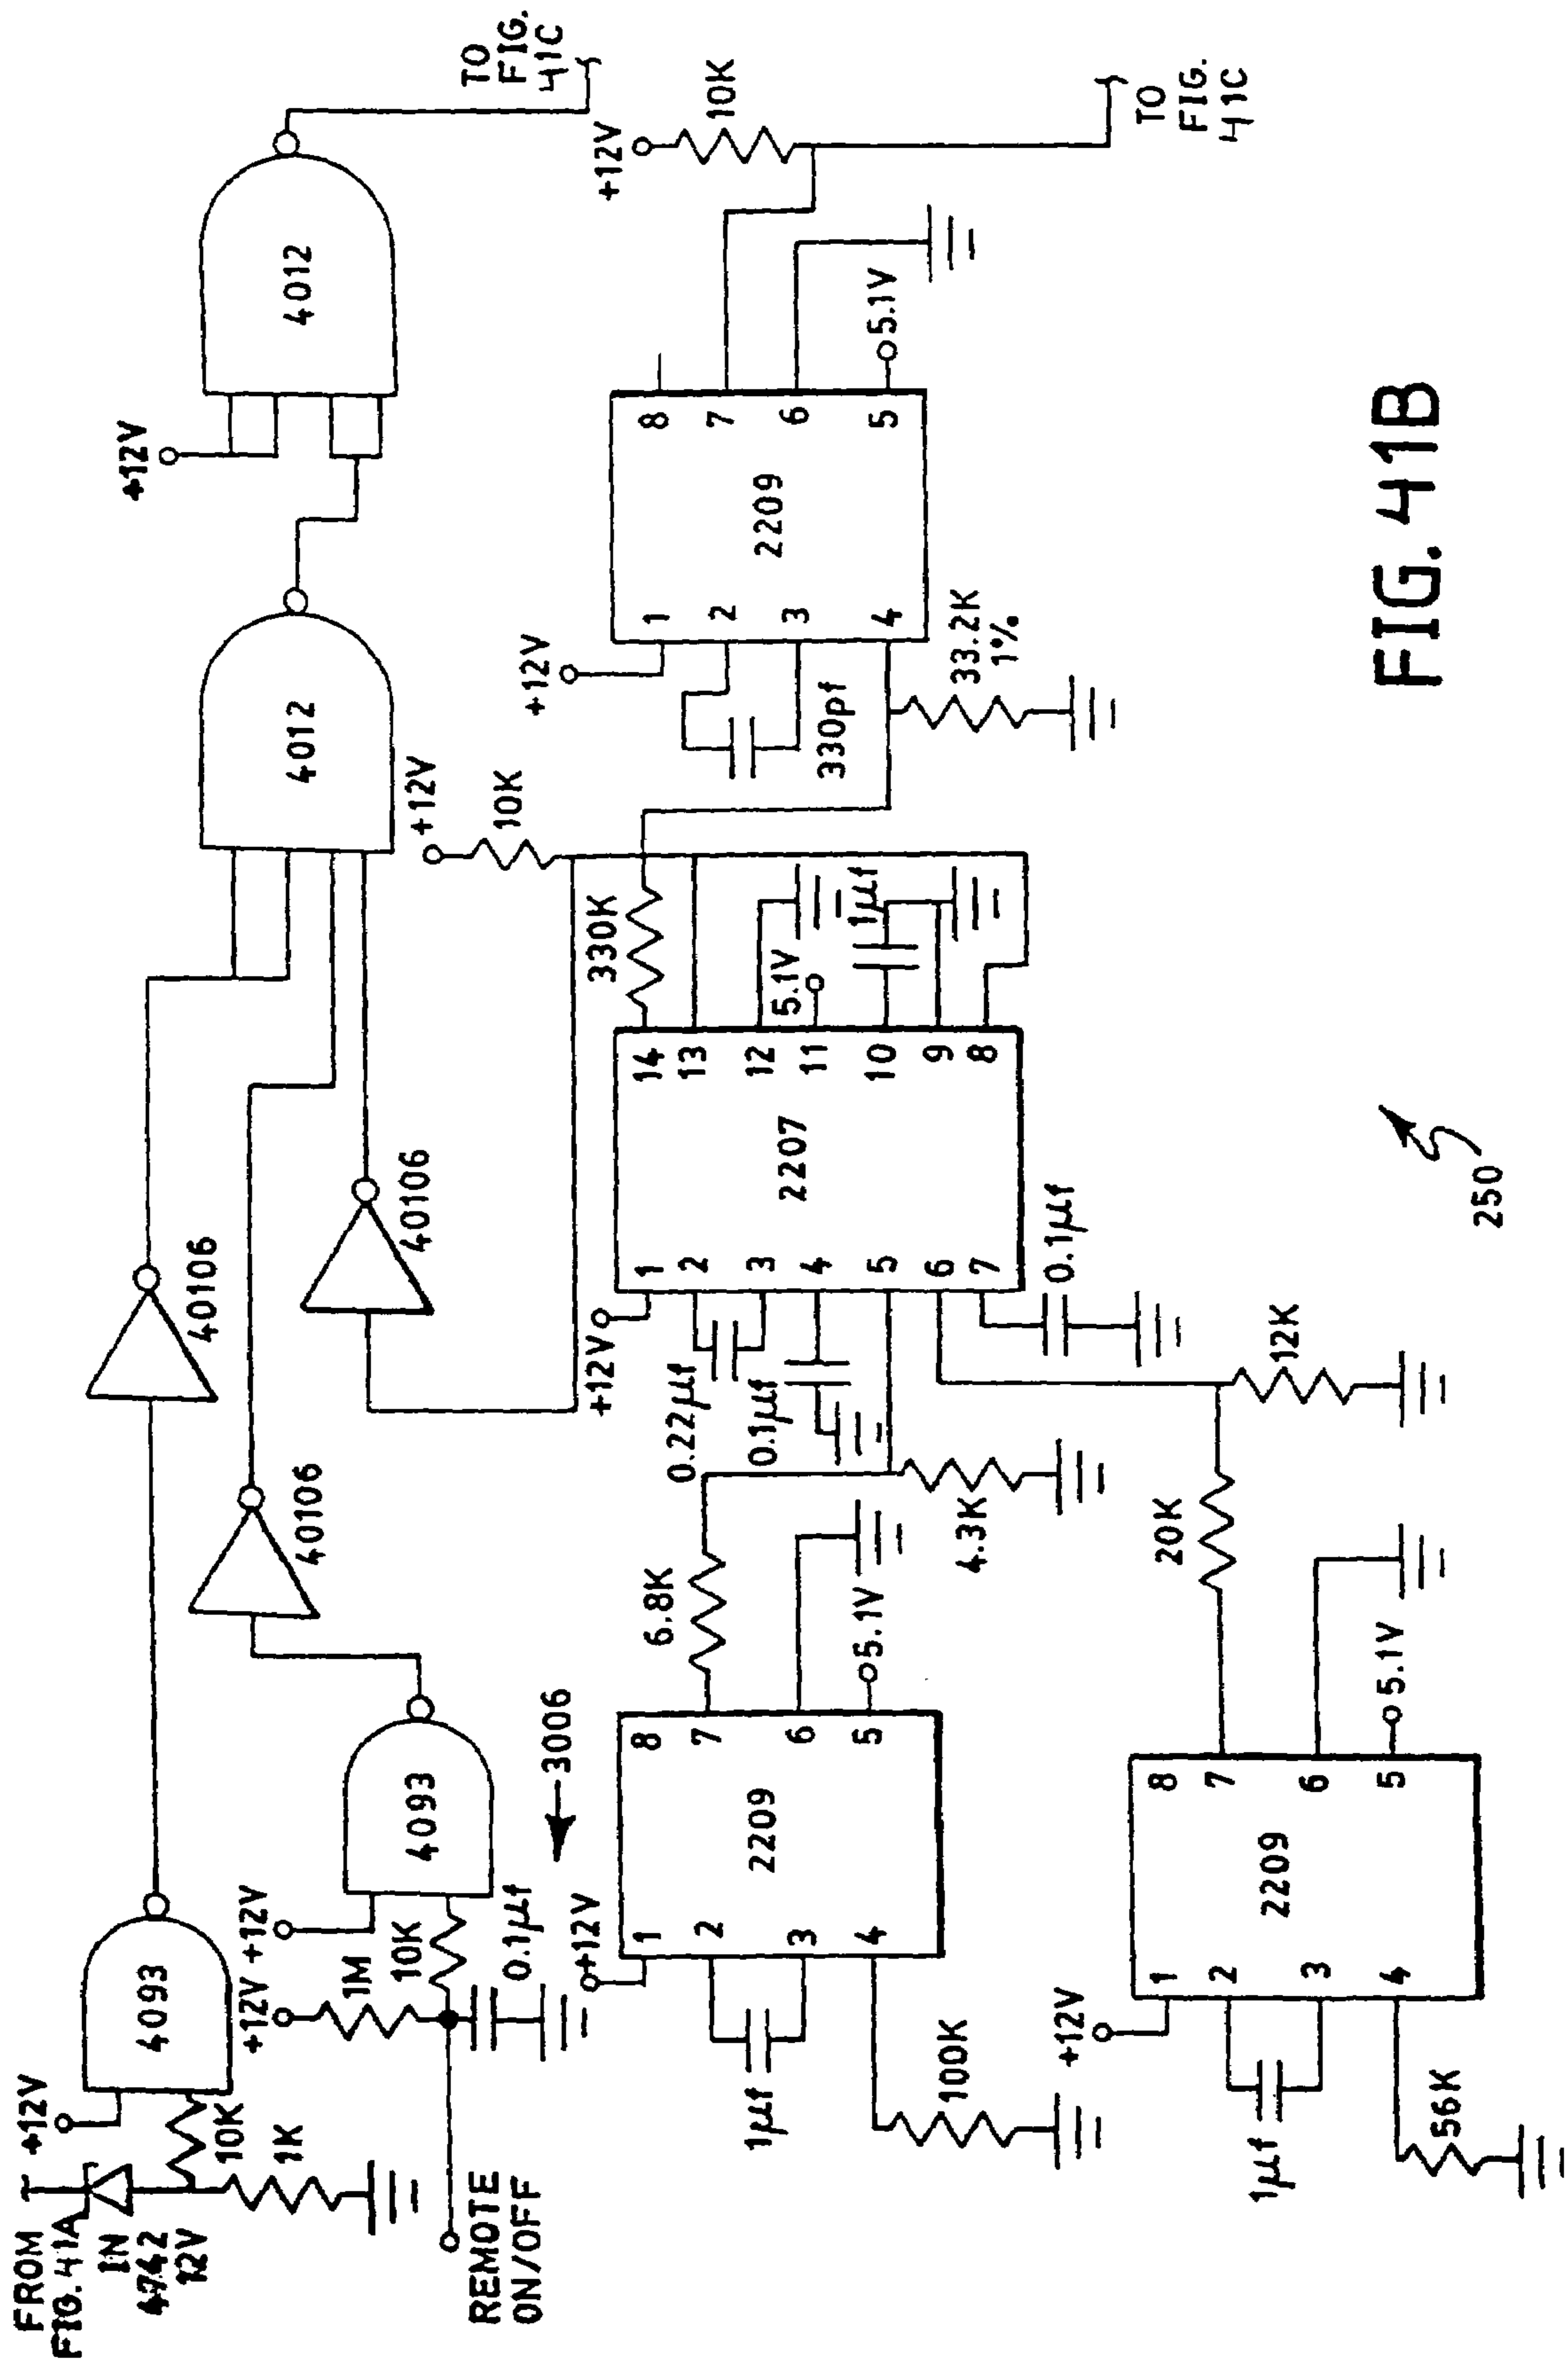 FROM
FIG. 41A
IN
4742
12V
+12V
10K
1K
4093
40106
REMOTE
ON/OFF
+12V
1M
10K
0.1µf
+12V
4093
40106
40106
4012
+12V
4012
TO
FIG.
41C
3006
+12V
1
2
3
4
2209
8
7
6
5
1µf
100K
5.1V
6.8K
4.3K
+12V
1
2
3
4
2209
8
7
6
5
1µf
56K
5.1V
20K
12K
+12V
0.22µf
0.1µf
0.1µf
1
2
3
4
5
6
7
2207
14
13
12
11
10
9
8
330K
5.1V
1µf
+12V
10K
+12V
330pf
33.2K
1%
1
2
3
4
2209
8
7
6
5
5.1V
+12V
10K
TO
FIG.
41C
250
FIG. 41B